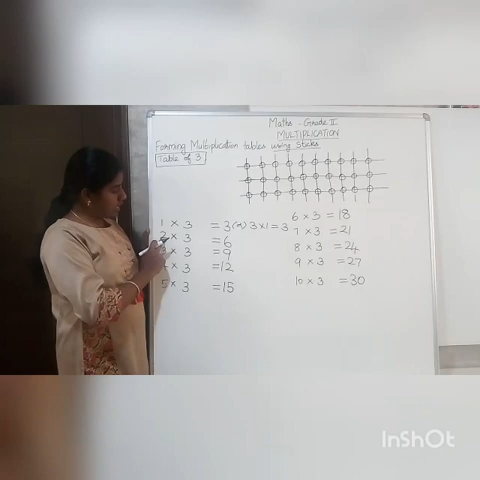 Maths - Grade II
MULTIPLICATION
Forming Multiplication tables using Sticks
Table of 3
1 × 3 = 3 (or) 3 × 1 = 3
2 × 3 = 6
3 × 3 = 9
4 × 3 = 12
5 × 3 = 15
6 × 3 = 18
7 × 3 = 21
8 × 3 = 24
9 × 3 = 27
10 × 3 = 30
InShOt